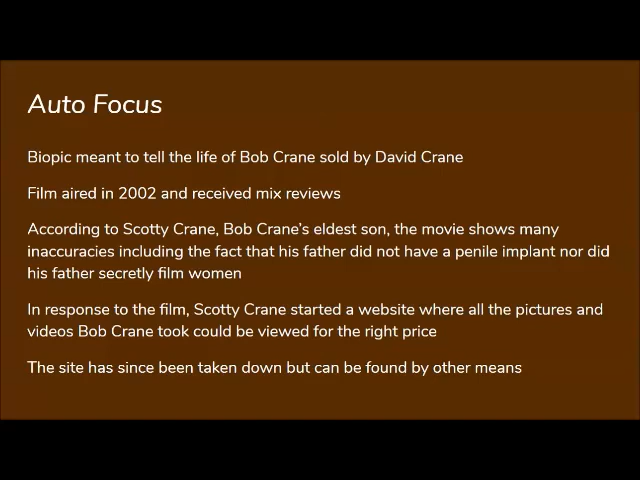 Auto Focus
Biopic meant to tell the life of Bob Crane sold by David Crane
Film aired in 2002 and received mix reviews
According to Scotty Crane, Bob Crane’s eldest son, the movie shows many
inaccuracies including the fact that his father did not have a penile implant nor did
his father secretly film women
In response to the film, Scotty Crane started a website where all the pictures and
videos Bob Crane took could be viewed for the right price
The site has since been taken down but can be found by other means